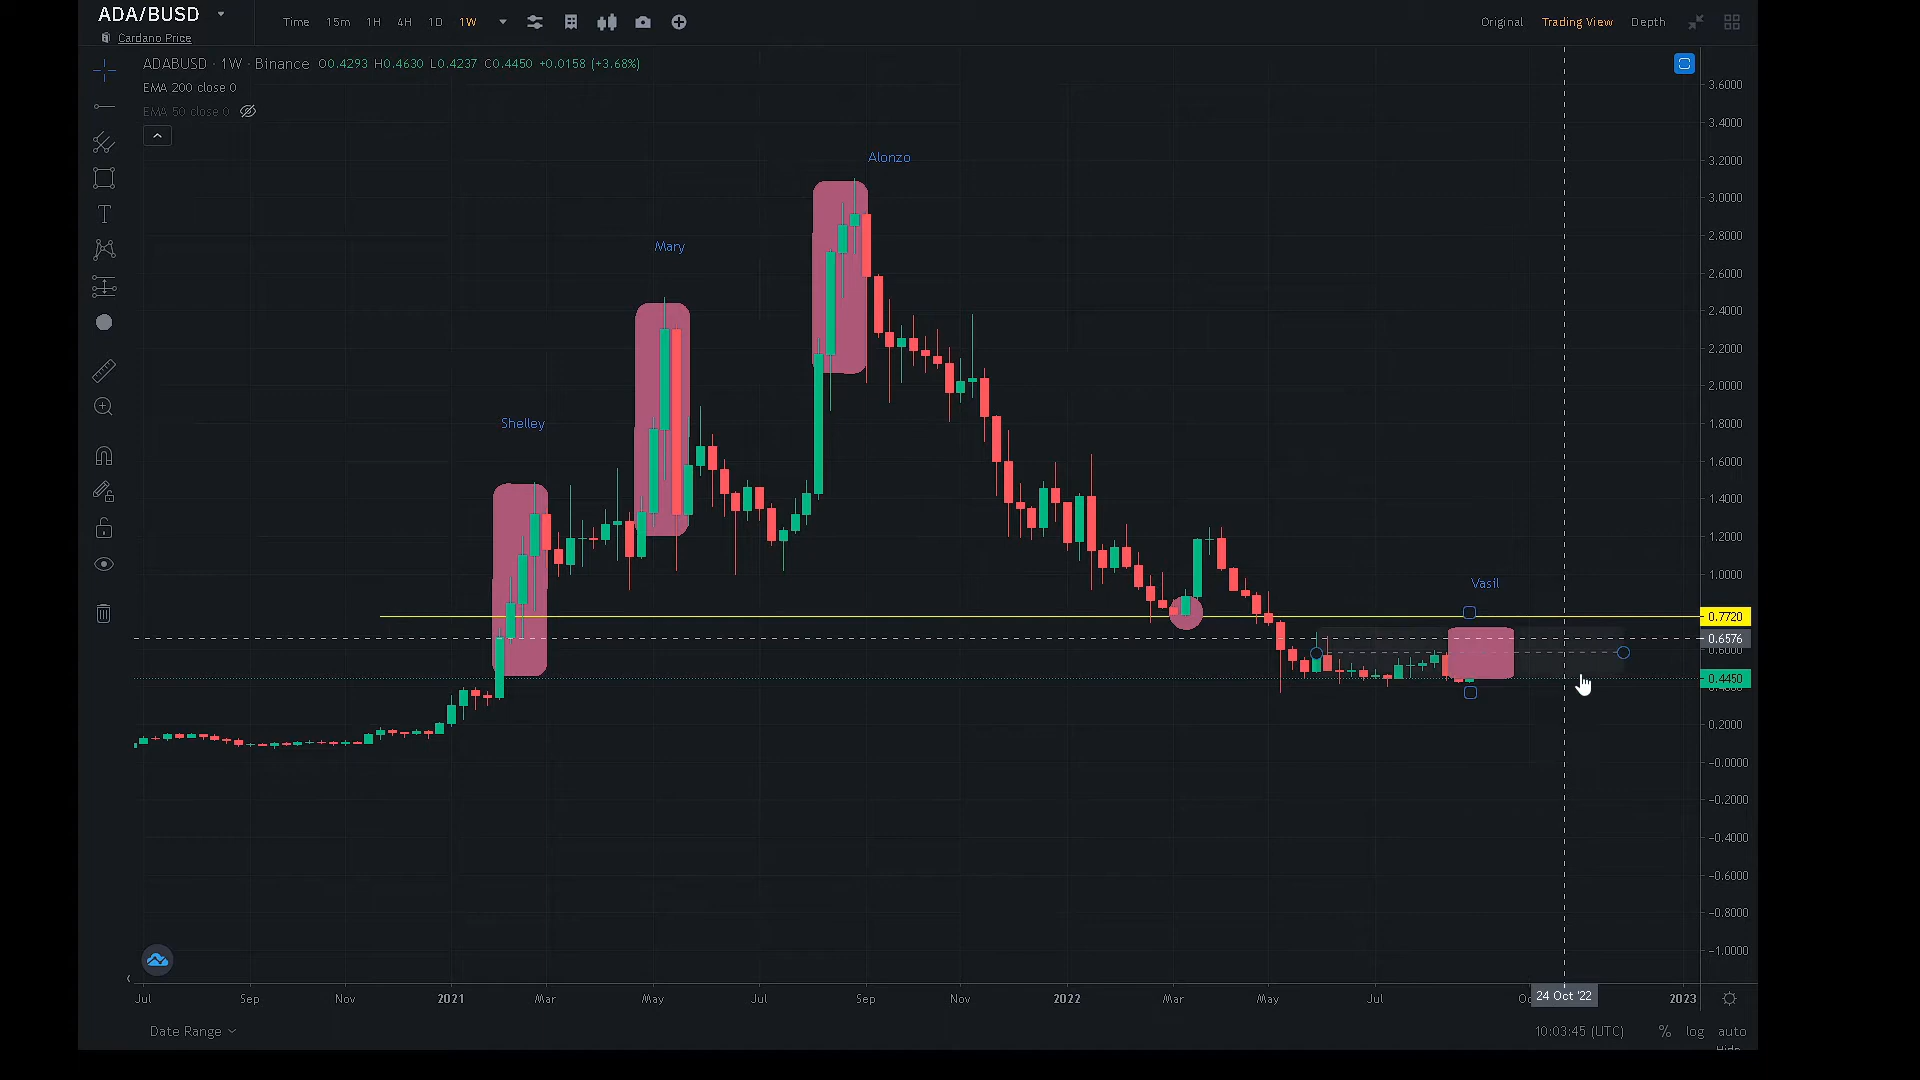 ADA/BUSD
Cardano Price
Time 15m 1H 4H 1D 1W
Original Trading View Depth
ADABUSD · 1W · Binance O0.4293 H0.4630 L0.4237 C0.4450 +0.0158 (+3.68%)
EMA 200 close 0
EMA 50 close 0
Alonzo
Mary
Shelley
Vasil
3.6000
3.4000
3.2000
3.0000
2.8000
2.6000
2.4000
2.2000
2.0000
1.8000
1.6000
1.4000
1.2000
1.0000
0.7720
0.6576
0.6000
0.4450
0.2000
-0.0000
-0.2000
-0.4000
-0.6000
-0.8000
-1.0000
Jul Sep Nov 2021 Mar May Jul Sep Nov 2022 Mar May Jul 24 Oct '22 2023
Date Range
10:03:45 (UTC) % log auto